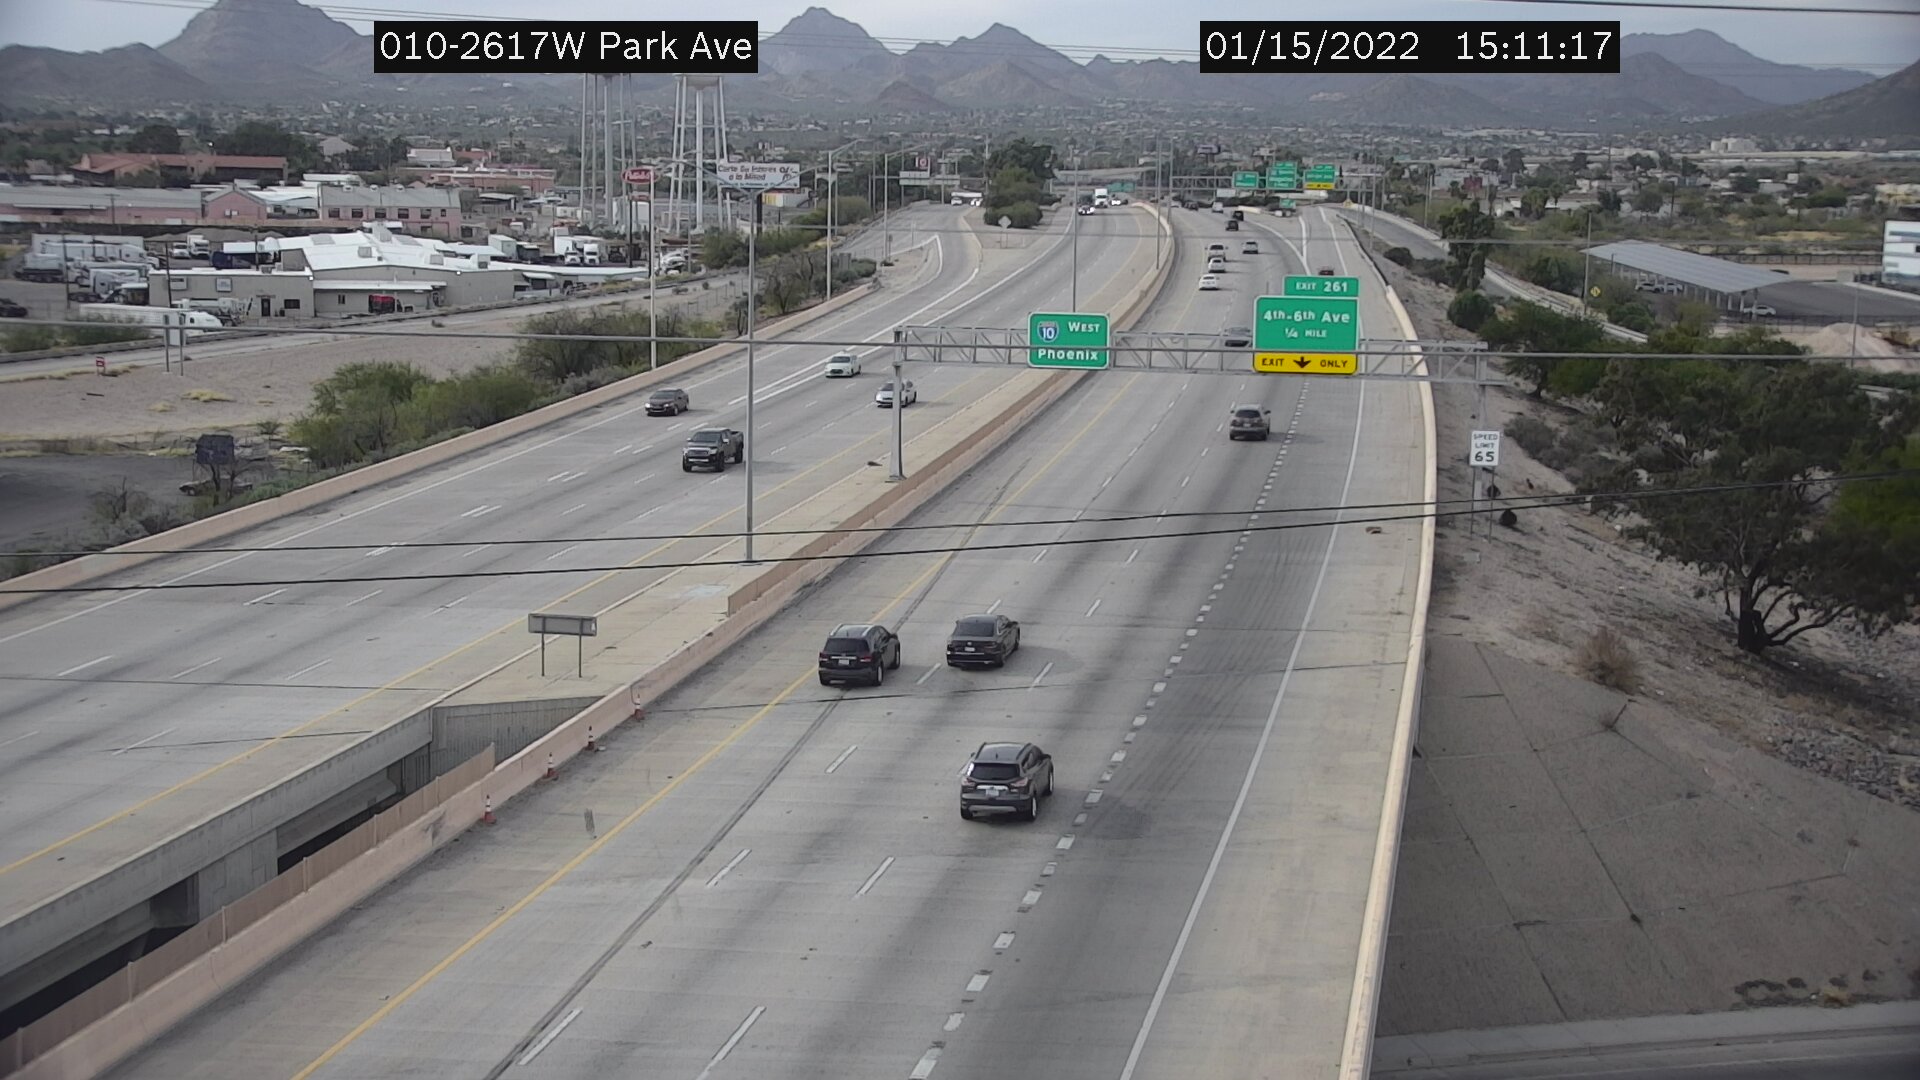 010-2617W Park Ave
01/15/2022 15:11:17
EXIT 261
4th-6th Ave
1/4 MILE
EXIT ONLY
10 WEST
Phoenix
SPEED
LIMIT
65